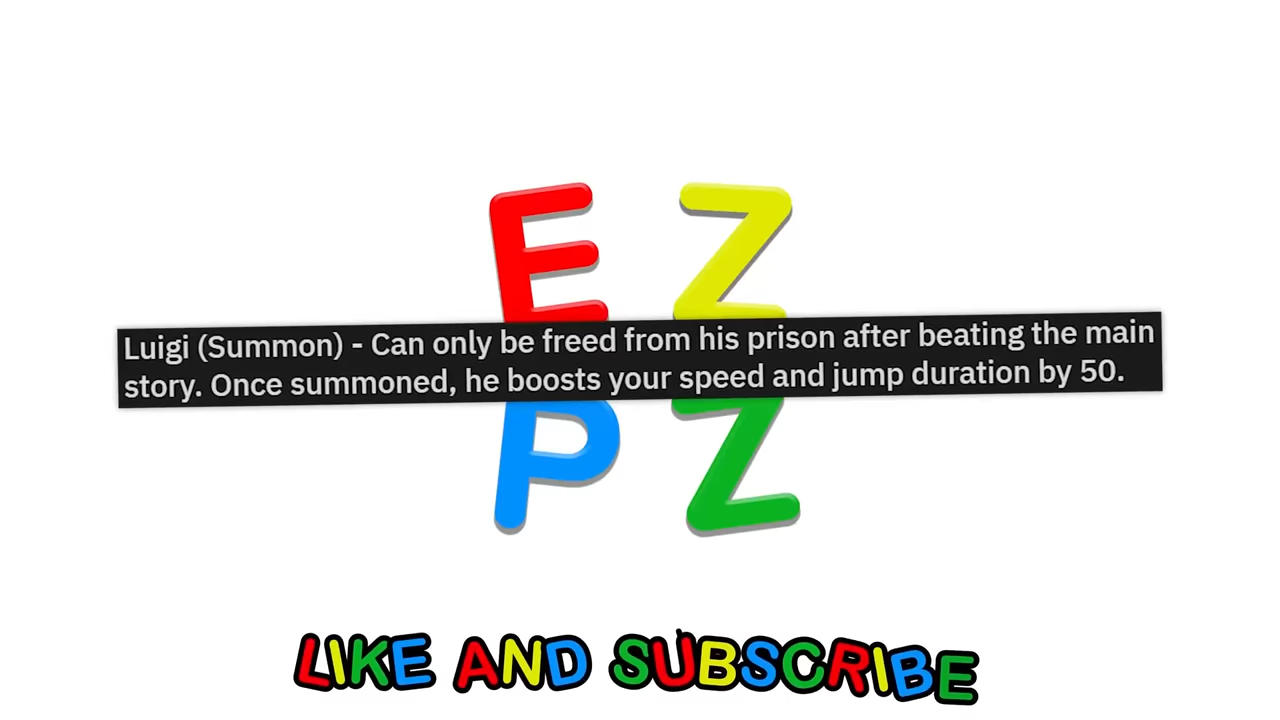 E Z
Luigi (Summon) - Can only be freed from his prison after beating the main
story. Once summoned, he boosts your speed and jump duration by 50.
P Z
LIKE AND SUBSCRIBE